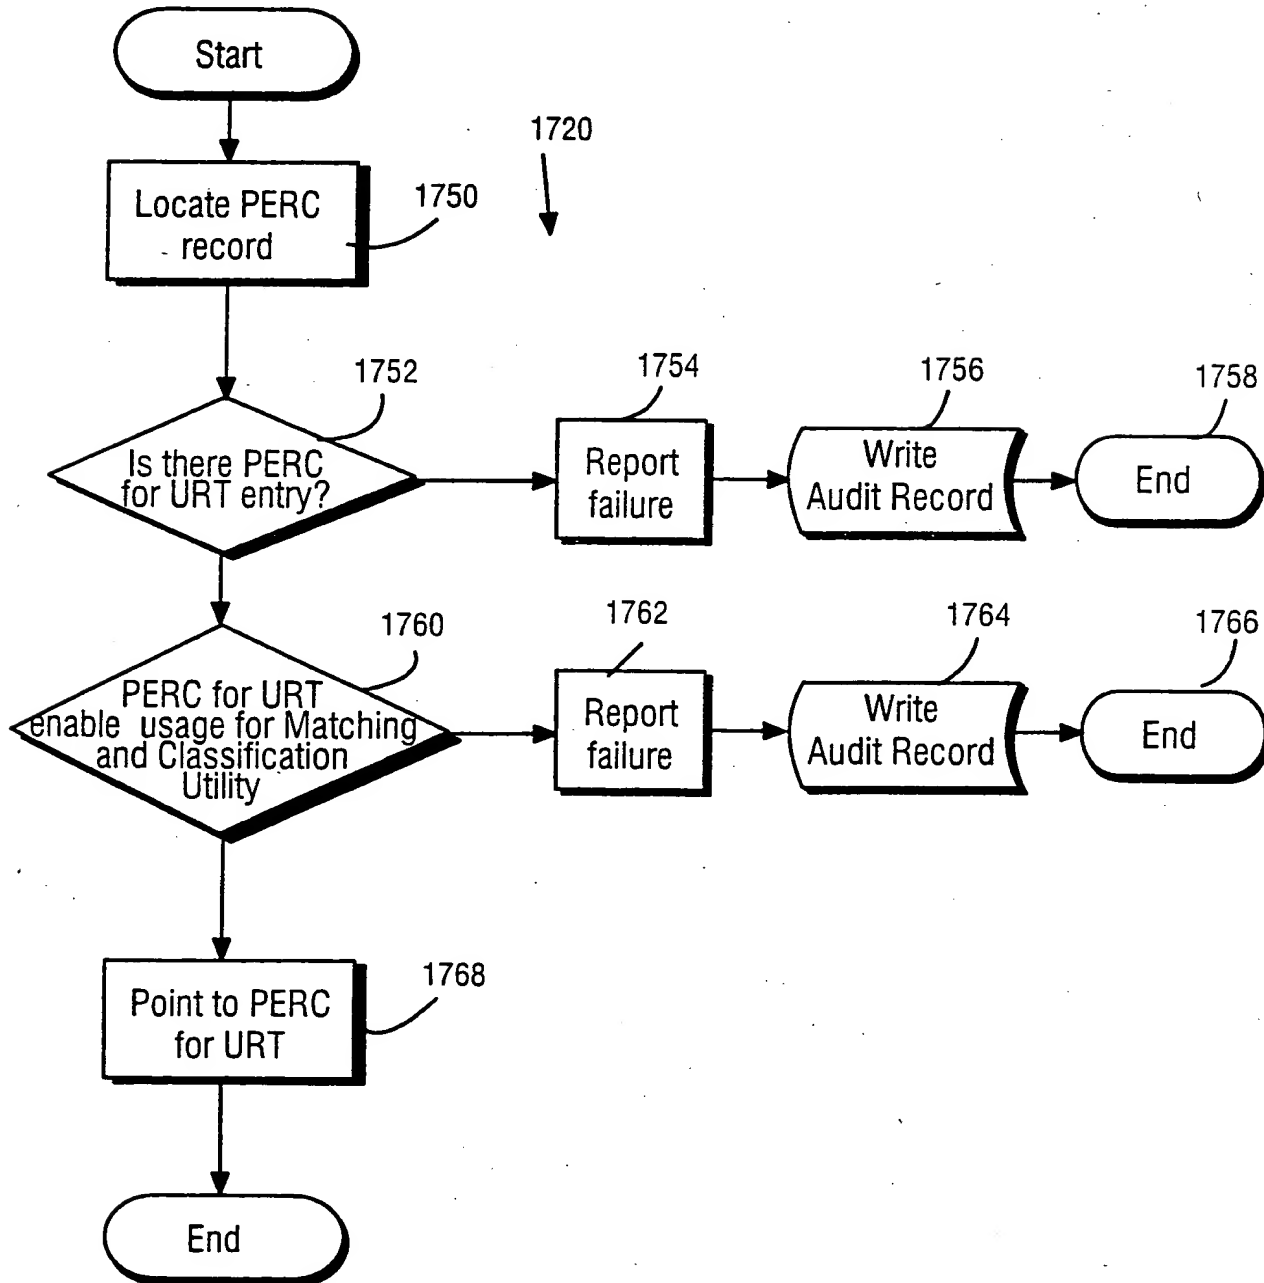 Start
1720
Locate PERC
record
1750
1752
Is there PERC
for URT entry?
1754
Report
failure
1756
Write
Audit Record
1758
End
1760
PERC for URT
enable usage for Matching
and Classification
Utility
1762
Report
failure
1764
Write
Audit Record
1766
End
1768
Point to PERC
for URT
End